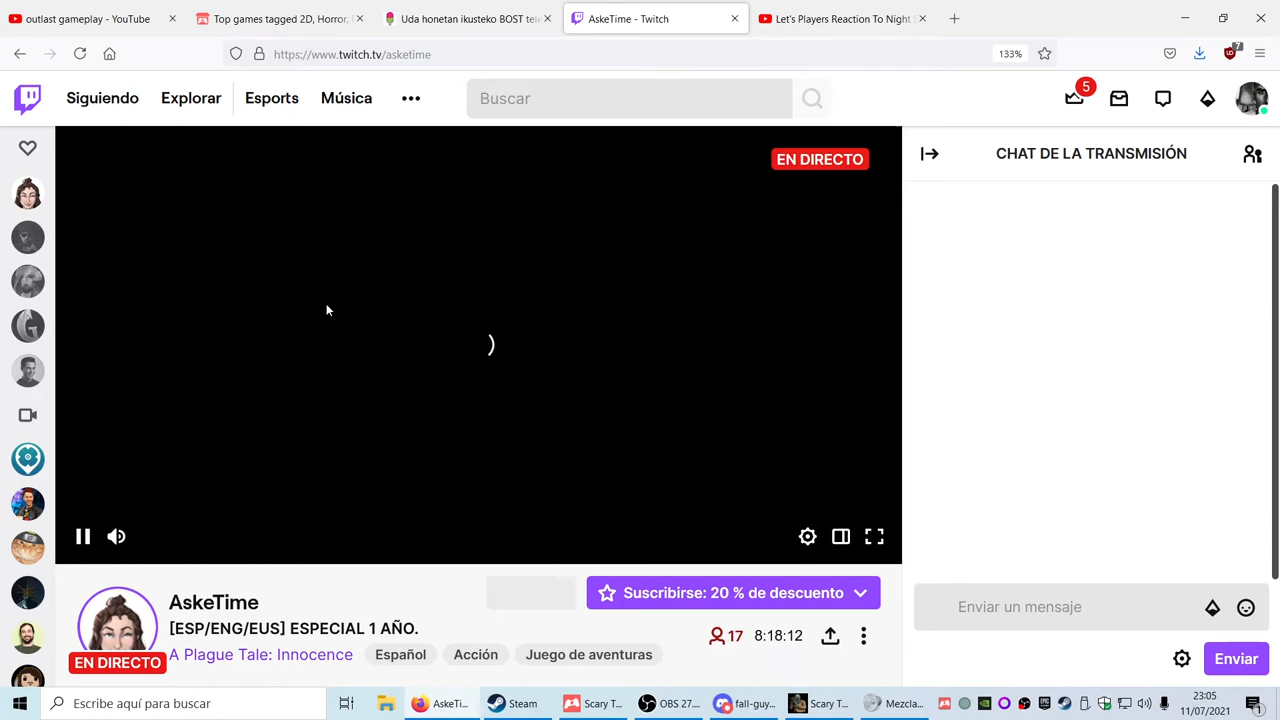 outlast gameplay - YouTube
Top games tagged 2D, Horror,
Uda honetan ikusteko BOST tele
AskeTime - Twitch
Let's Players Reaction To Night S
https://www.twitch.tv/asketime
133%
7
Siguiendo
Explorar
Esports
Música
Buscar
5
EN DIRECTO
CHAT DE LA TRANSMISIÓN
AskeTime
Suscribirse: 20 % de descuento
[ESP/ENG/EUS] ESPECIAL 1 AÑO.
17
8:18:12
A Plague Tale: Innocence
Español
Acción
Juego de aventuras
EN DIRECTO
Enviar un mensaje
Enviar
Escribe aquí para buscar
AskeTi...
Steam
Scary T...
OBS 27....
fall-guy...
Scary T...
Mezcla...
23:05
11/07/2021
1